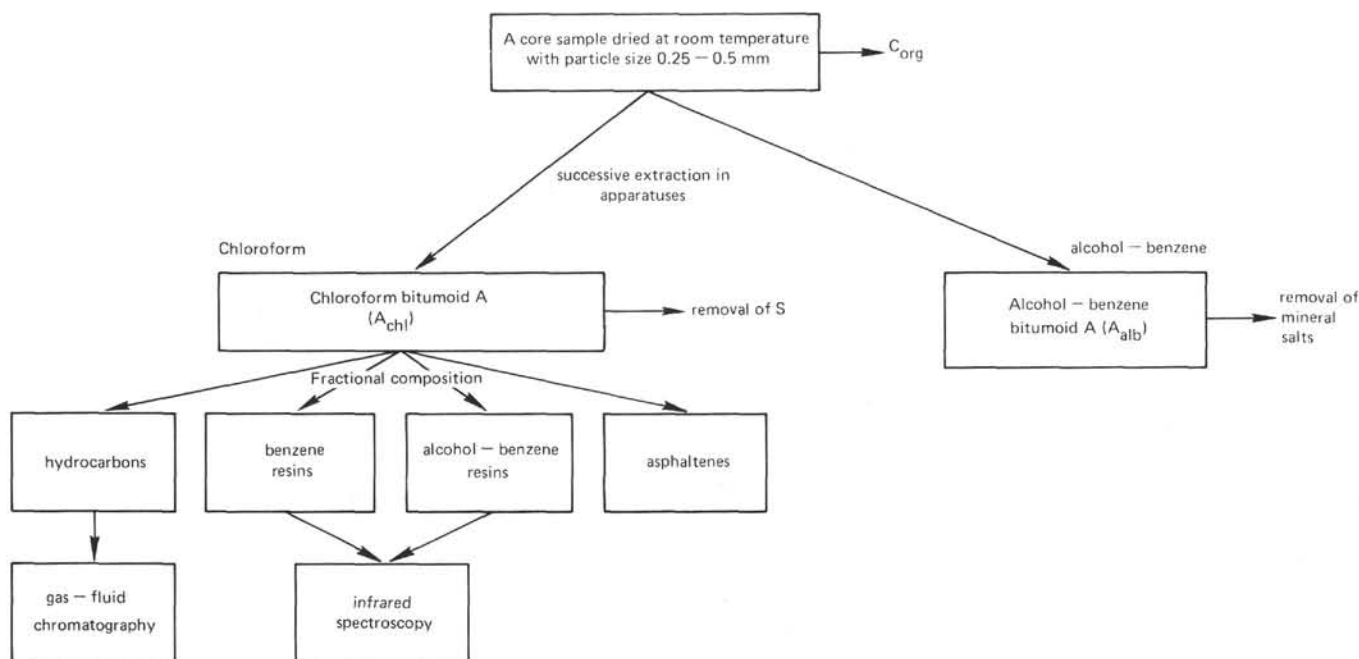 A core sample dried at room temperature
with particle size 0.25 — 0.5 mm
C_org
successive extraction in
apparatuses
Chloroform
alcohol — benzene
Chloroform bitumoid A
(A_chl)
removal of S
Alcohol — benzene
bitumoid A (A_alb)
removal of
mineral
salts
Fractional composition
hydrocarbons
benzene
resins
alcohol — benzene
resins
asphaltenes
gas — fluid
chromatography
infrared
spectroscopy